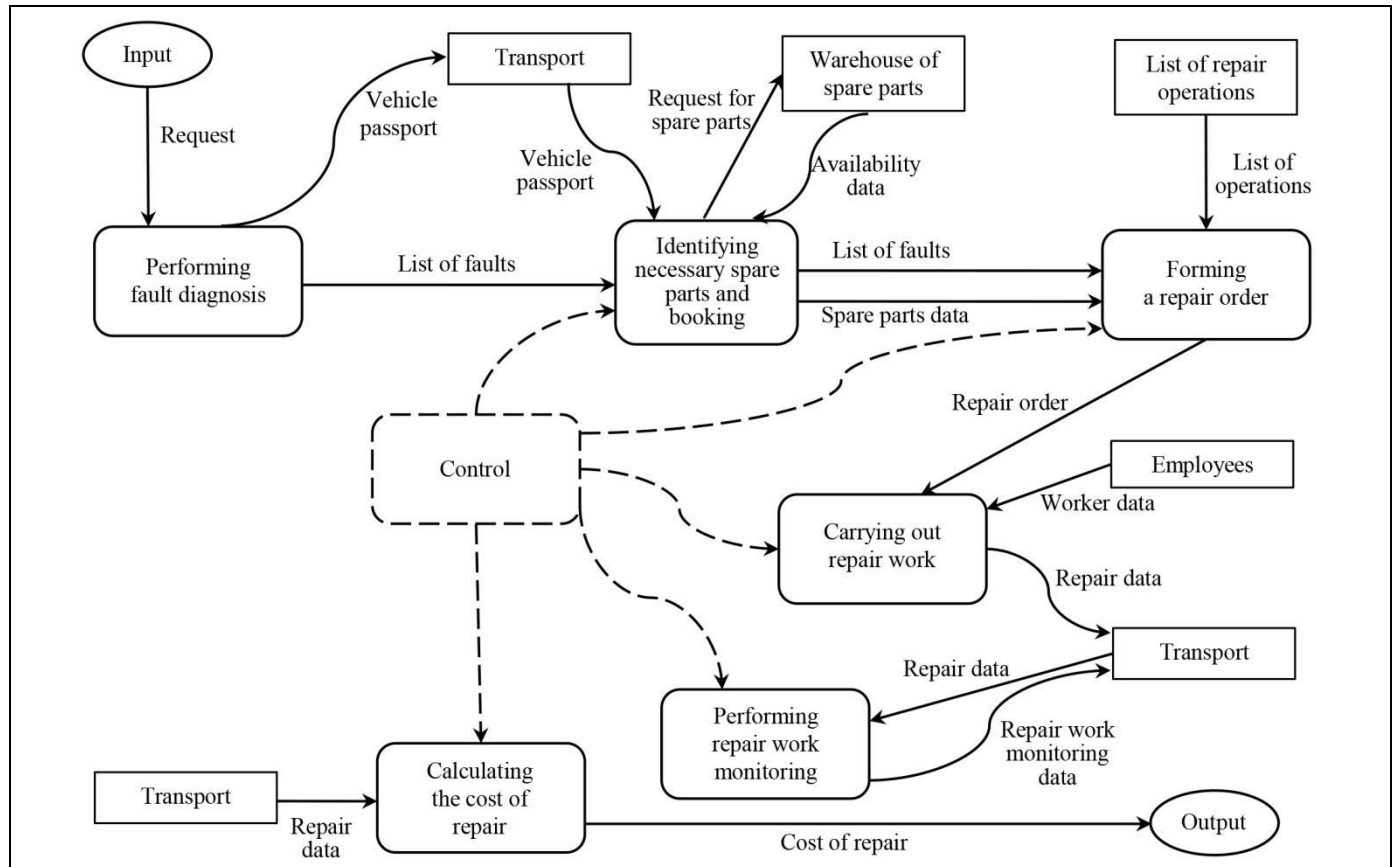 Input
Transport
Warehouse of
spare parts
List of repair
operations
Vehicle
passport
Request for
spare parts
Request
Vehicle
passport
Availability
data
List of
operations
Performing
fault diagnosis
List of faults
Identifying
necessary spare
parts and
booking
List of faults
Spare parts data
Forming
a repair order
Repair order
Control
Employees
Worker data
Carrying out
repair work
Repair data
Transport
Repair data
Performing
repair work
monitoring
Repair work
monitoring
data
Transport
Repair
data
Calculating
the cost of
repair
Cost of repair
Output